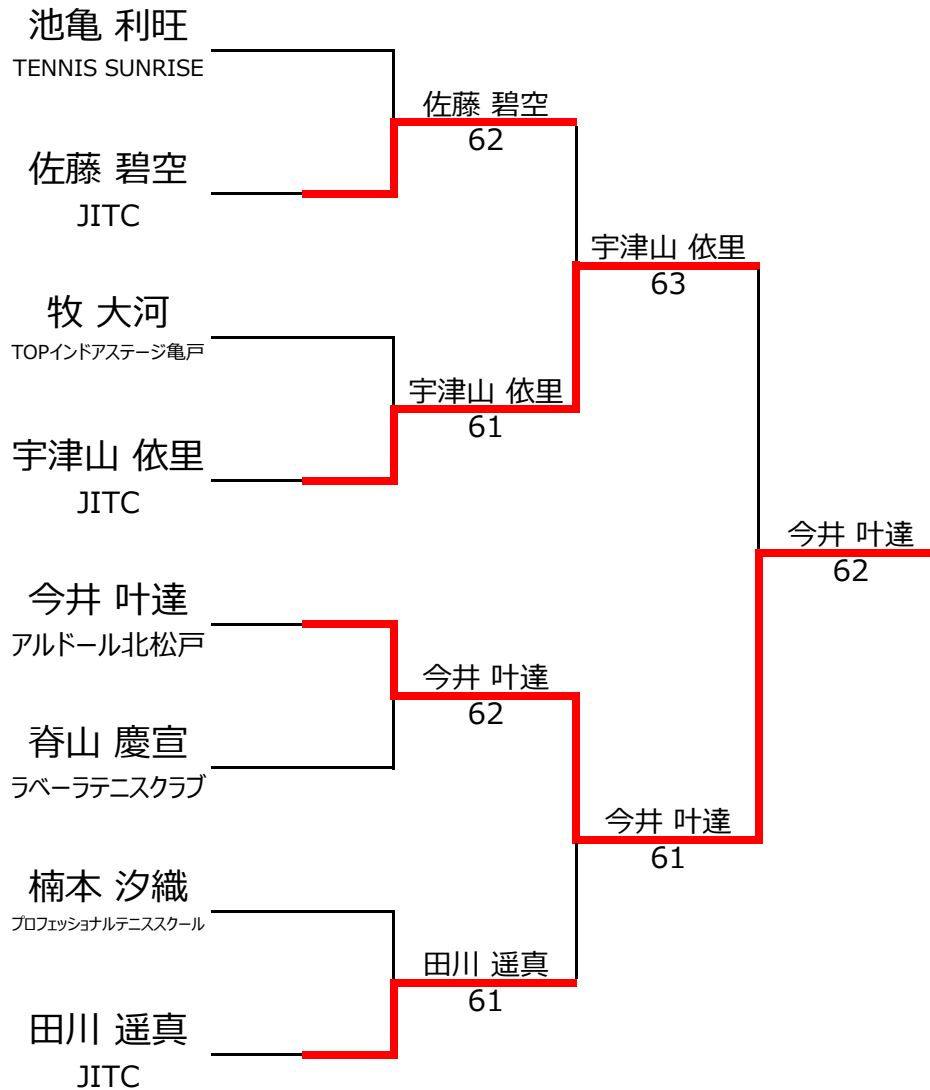 池亀 利旺
TENNIS SUNRISE
佐藤 碧空
62
佐藤 碧空
JITC
宇津山 依里
63
牧 大河
TOPインドアステージ亀戸
宇津山 依里
61
宇津山 依里
JITC
今井 叶達
62
今井 叶達
アルドール北松戸
今井 叶達
62
脊山 慶宣
ラベーラテニスクラブ
今井 叶達
61
楠本 汐織
プロフェッショナルテニススクール
田川 遥真
61
田川 遥真
JITC